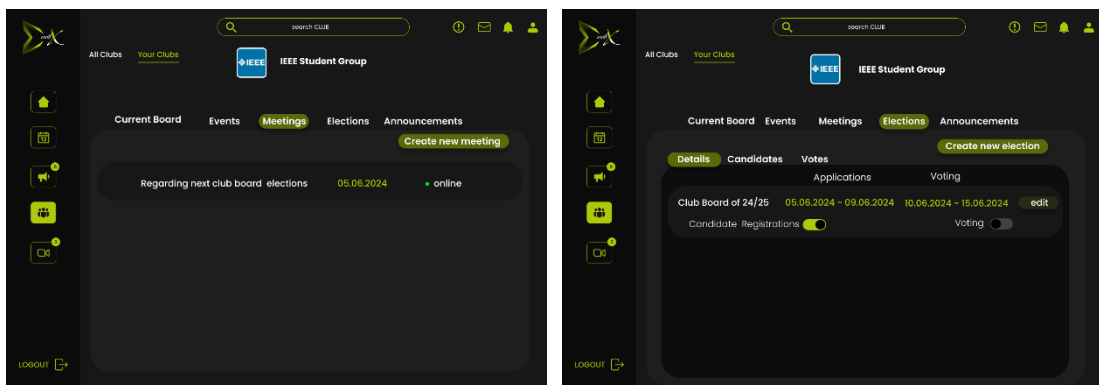 search CLUB
All Clubs Your Clubs
IEEE IEEE Student Group
Current Board Events Meetings Elections Announcements
Create new meeting
Regarding next club board elections 05.06.2024 online
LOGOUT
search CLUB
All Clubs Your Clubs
IEEE IEEE Student Group
Current Board Events Meetings Elections Announcements
Create new election
Details Candidates Votes
Applications Voting
Club Board of 24/25 05.06.2024 - 09.06.2024 10.06.2024 - 15.06.2024 edit
Candidate Registrations Voting
LOGOUT